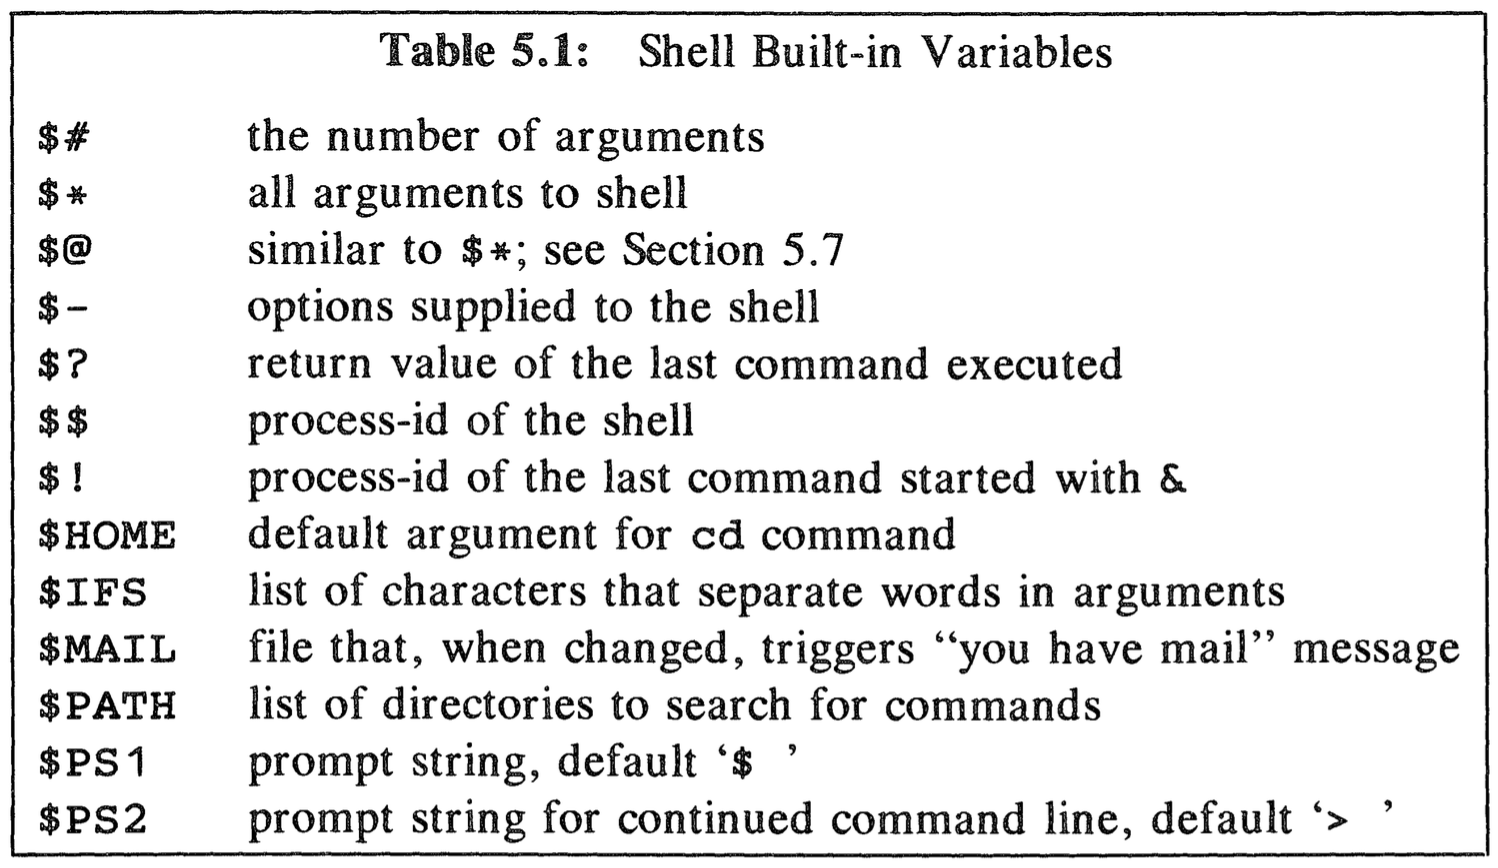 Table 5.1: Shell Built-in Variables
$# the number of arguments
$* all arguments to shell
$@ similar to $*; see Section 5.7
$- options supplied to the shell
$? return value of the last command executed
$$ process-id of the shell
$! process-id of the last command started with &
$HOME default argument for cd command
$IFS list of characters that separate words in arguments
$MAIL file that, when changed, triggers “you have mail” message
$PATH list of directories to search for commands
$PS1 prompt string, default ‘$ ’
$PS2 prompt string for continued command line, default ‘> ’